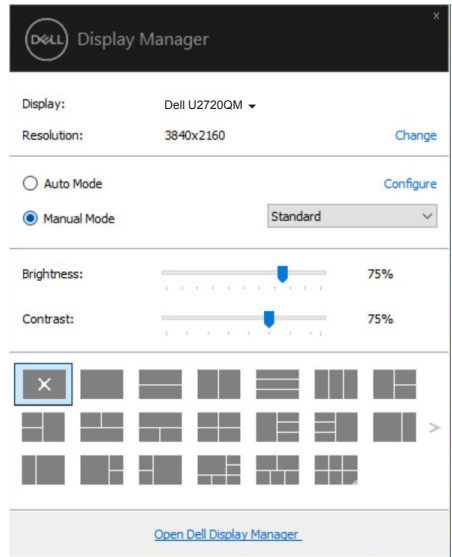 DELL Display Manager
x
Display: Dell U2720QM
Resolution: 3840x2160 Change
Auto Mode Configure
Manual Mode Standard
Brightness: 75%
Contrast: 75%
Open Dell Display Manager